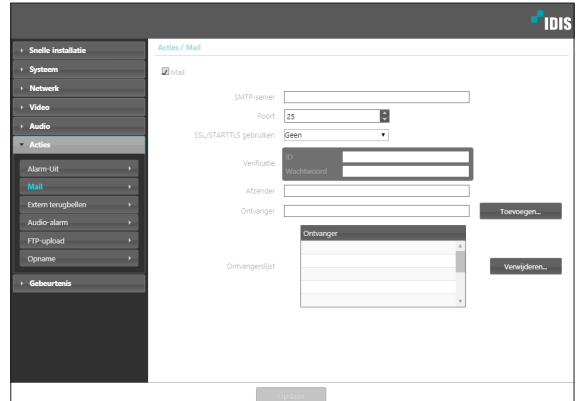 IDIS
Snelle installatie
Systeem
Netwerk
Video
Audio
Acties
Alarm-Uit
Mail
Extern terugbellen
Audio-alarm
FTP-upload
Opname
Gebeurtenis
Acties / Mail
Mail
SMTP-server
Poort 25
SSL/STARTTLS gebruiken Geen
Verificatie
ID
Wachtwoord
Afzender
Ontvanger Toevoegen...
Ontvanger
Ontvangerslijst Verwijderen...